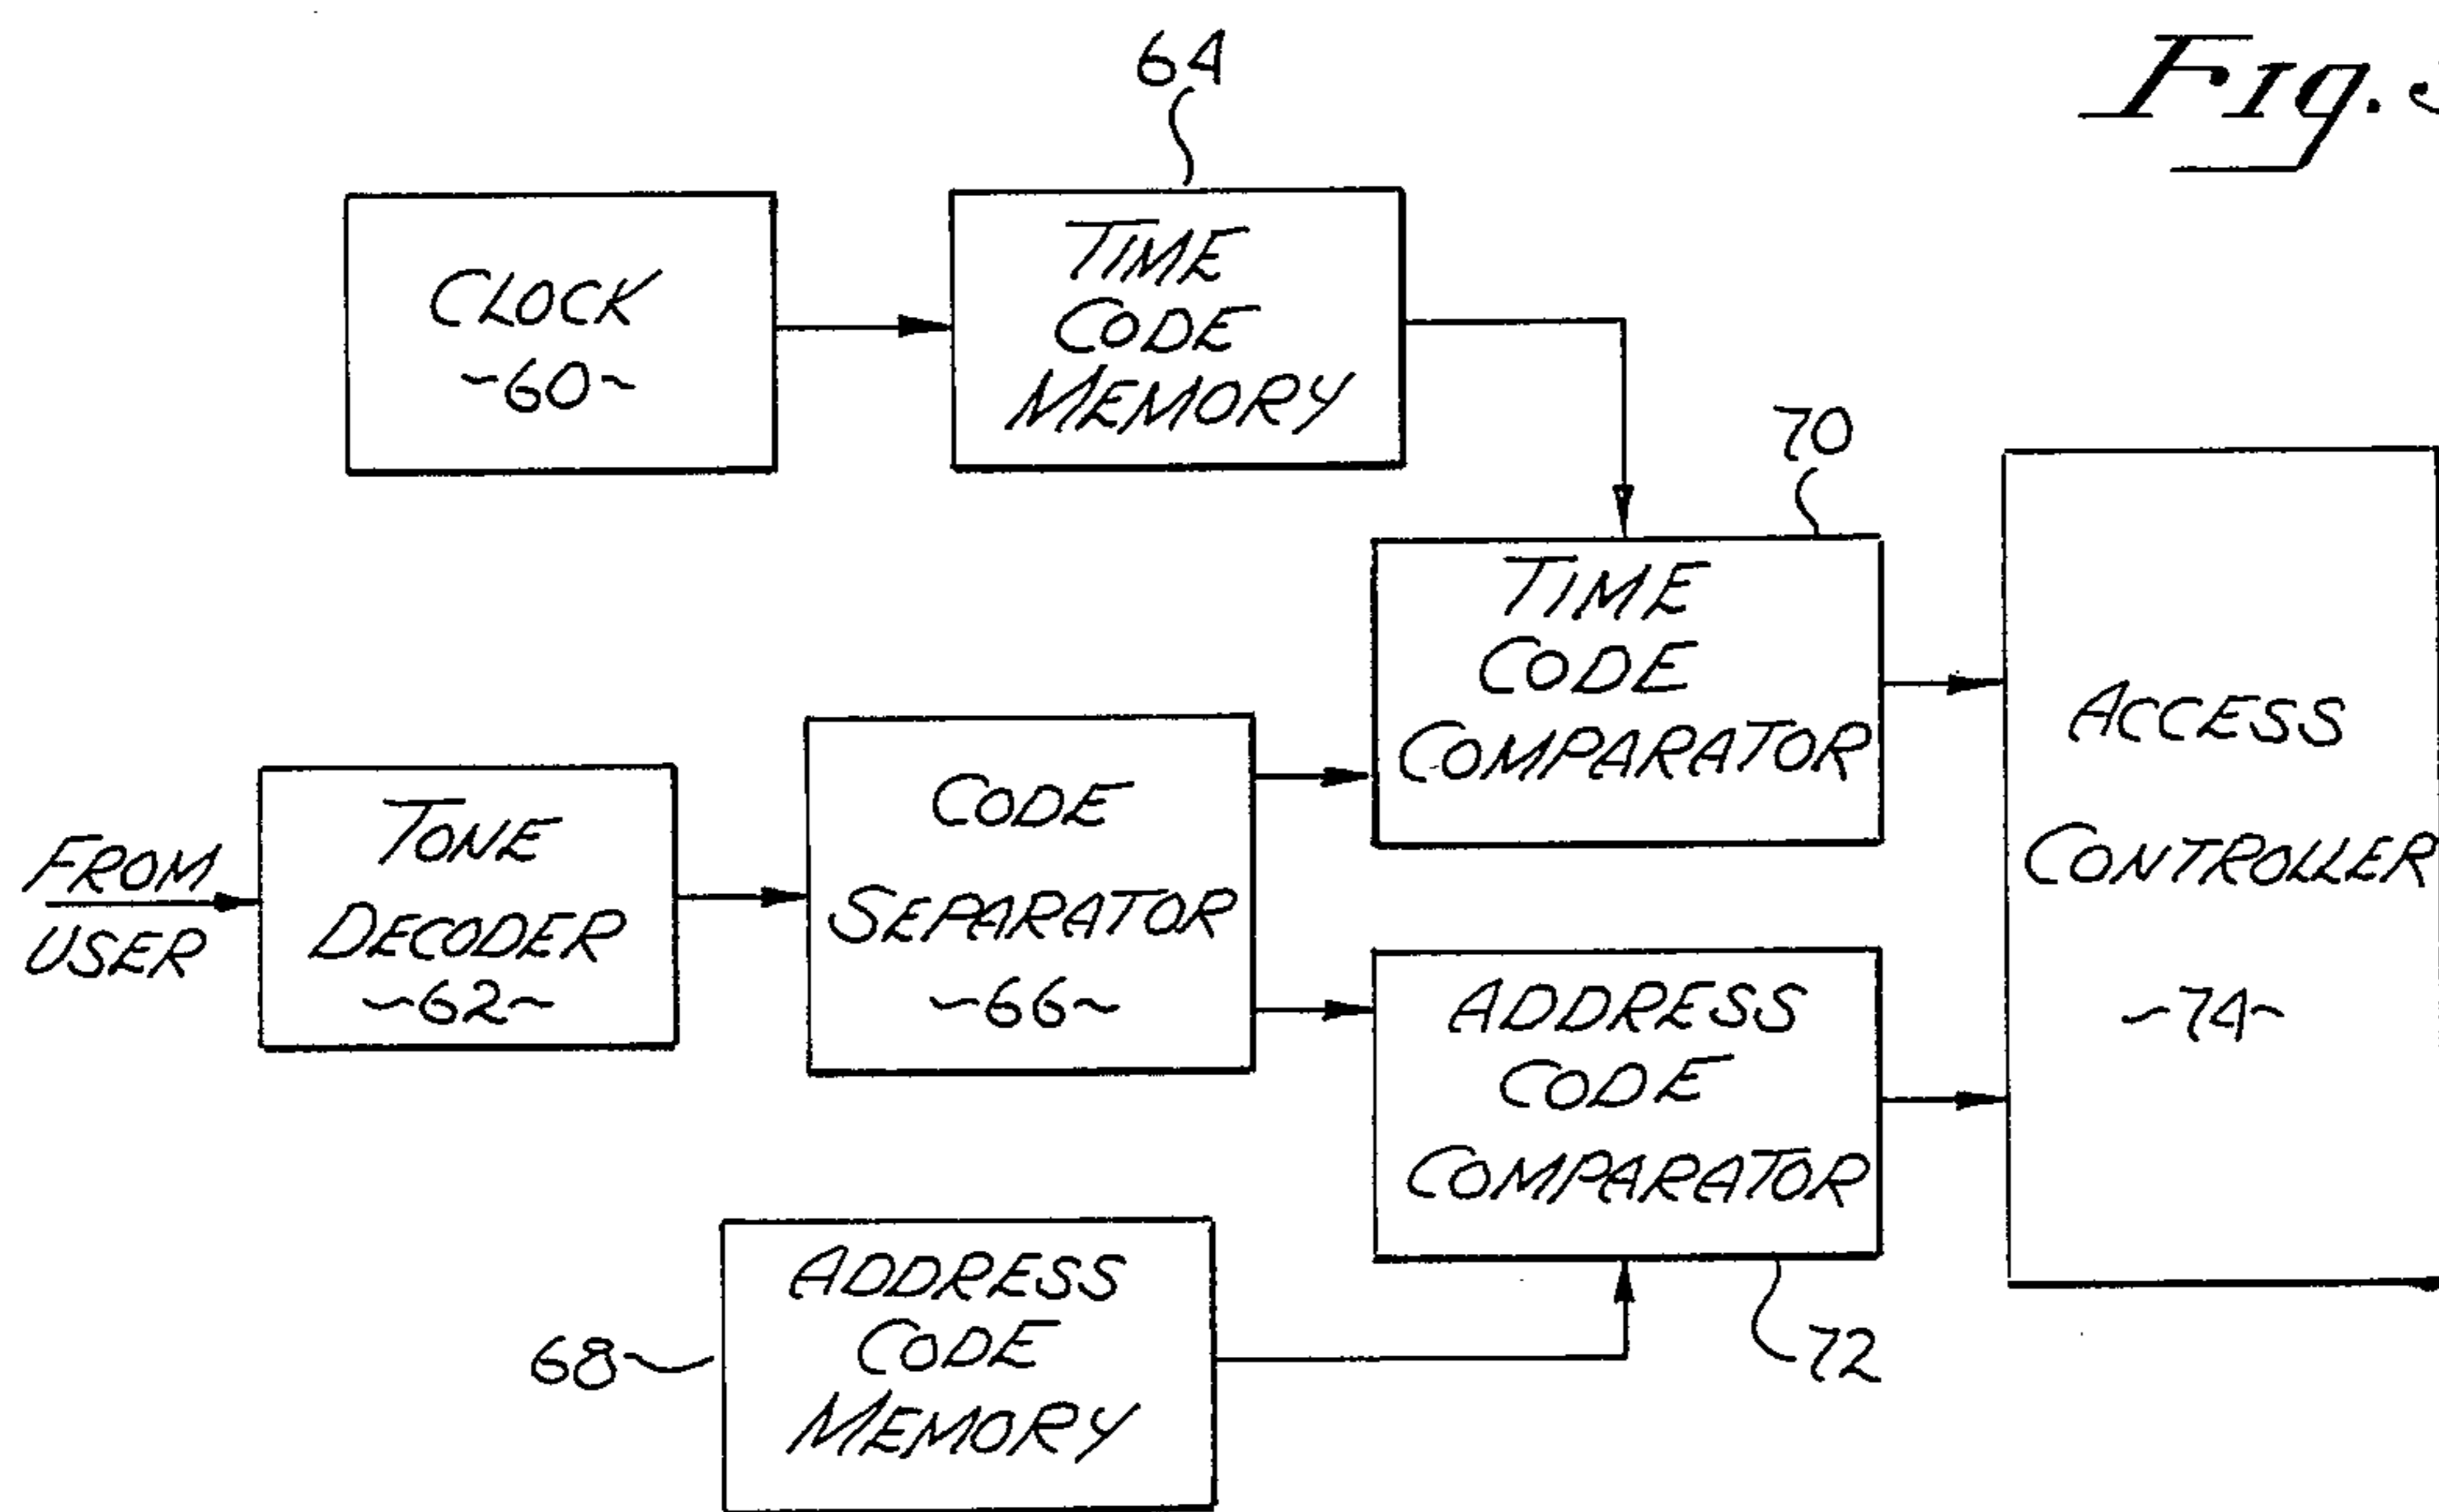 Fig.
64
CLOCK
~60~
TIME
CODE
MEMORY
70
TIME
CODE
COMPARATOR
ACCESS
CONTROLLER
~74~
FROM
USER
TONE
DECODER
~62~
CODE
SEPARATOR
~66~
ADDRESS
CODE
COMPARATOR
72
68
ADDRESS
CODE
MEMORY